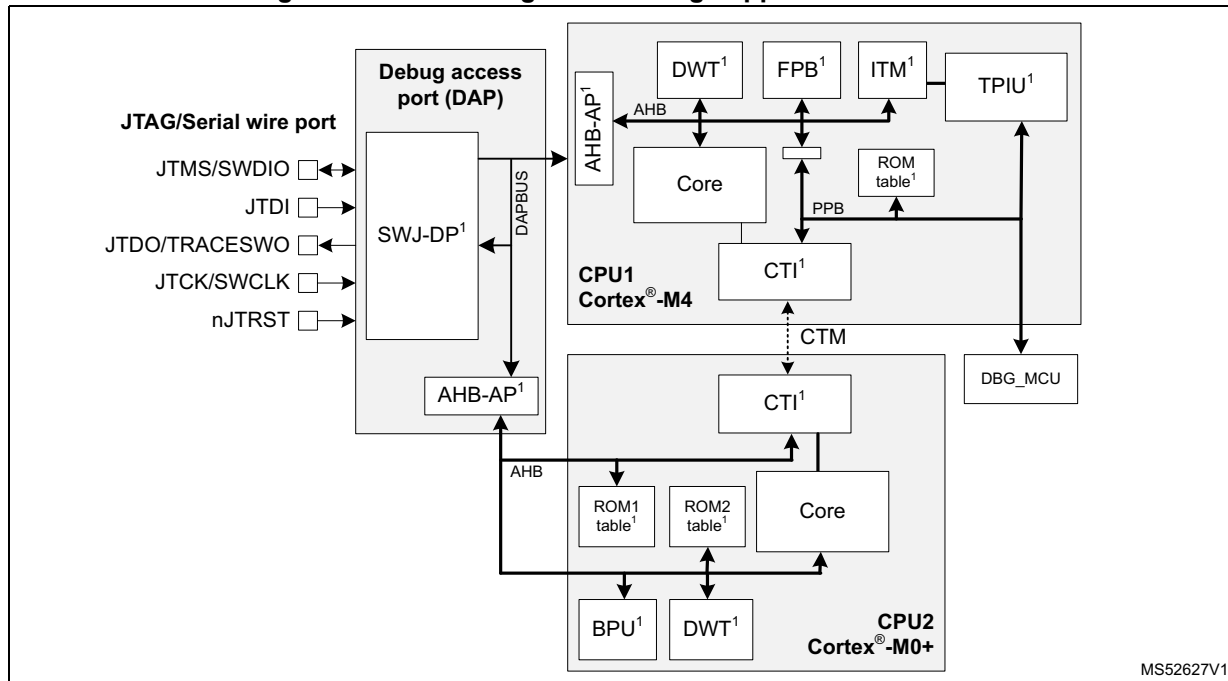 Debug access
port (DAP)
JTAG/Serial wire port
JTMS/SWDIO
JTDI
JTDO/TRACESWO
JTCK/SWCLK
nJTRST
SWJ-DP¹
DAPBUS
AHB-AP¹
AHB-AP¹
AHB
DWT¹
FPB¹
ITM¹
TPIU¹
Core
ROM
table¹
PPB
CTI¹
CPU1
Cortex®-M4
CTM
DBG_MCU
CTI¹
AHB
ROM1
table¹
ROM2
table¹
Core
BPU¹
DWT¹
CPU2
Cortex®-M0+
MS52627V1